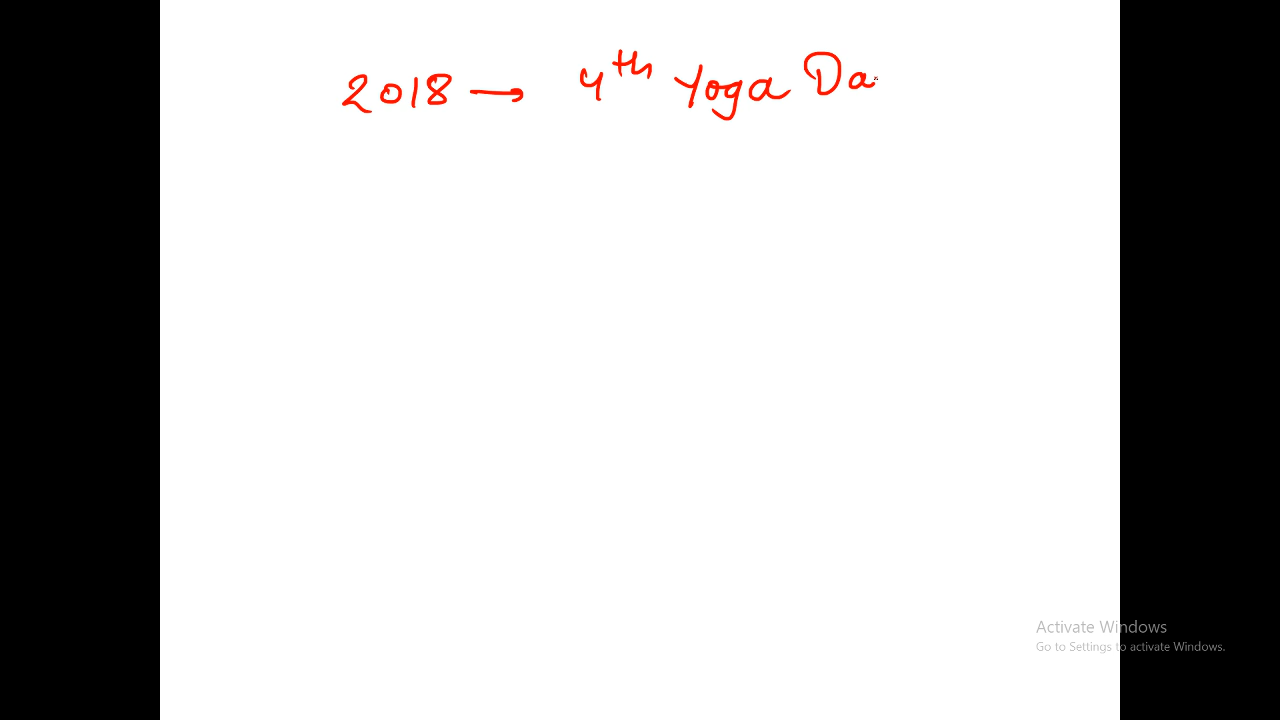 2018 → 4th Yoga Da
Activate Windows
Go to Settings to activate Windows.